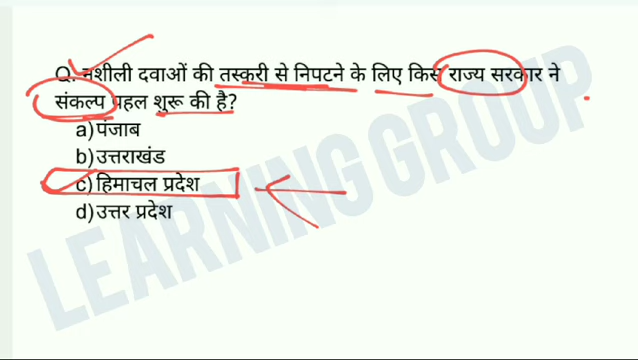 Q. नशीली दवाओं की तस्करी से निपटने के लिए किस राज्य सरकार ने
संकल्प पहल शुरू की है?
a) पंजाब
b) उत्तराखंड
c) हिमाचल प्रदेश
d) उत्तर प्रदेश
LEARNING GROUP